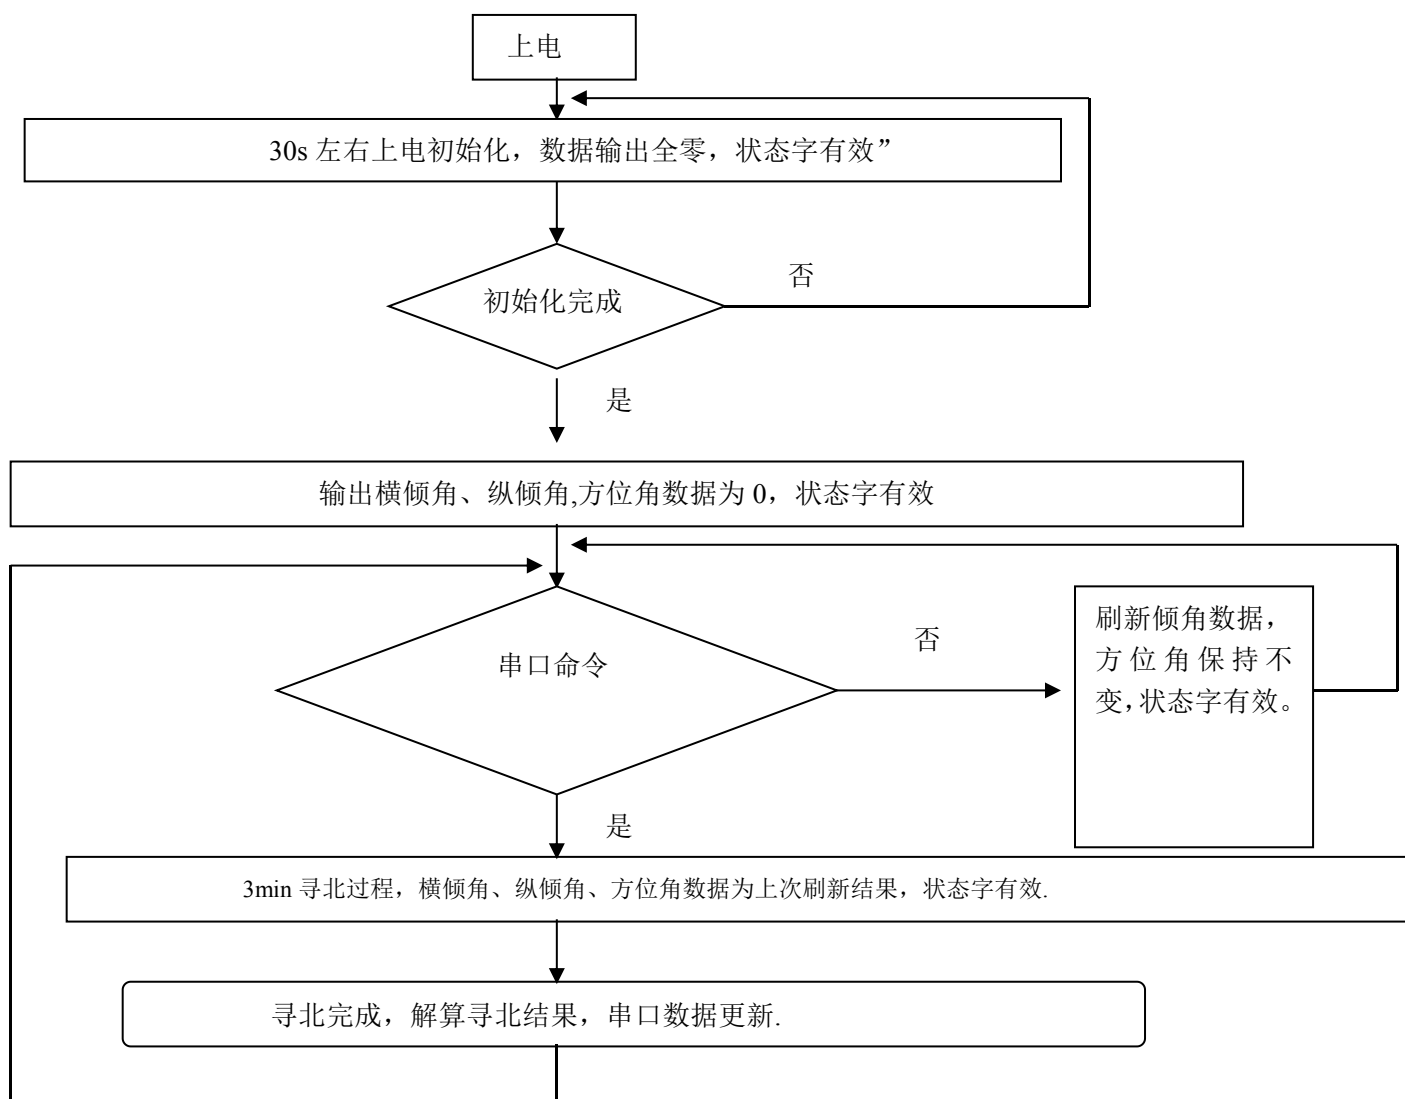 上电
30s 左右上电初始化，数据输出全零，状态字有效”
否
初始化完成
是
输出横倾角、纵倾角,方位角数据为 0，状态字有效
串口命令
否
刷新倾角数据，
方位角保持不
变，状态字有效。
是
3min 寻北过程，横倾角、纵倾角、方位角数据为上次刷新结果，状态字有效.
寻北完成，解算寻北结果，串口数据更新.